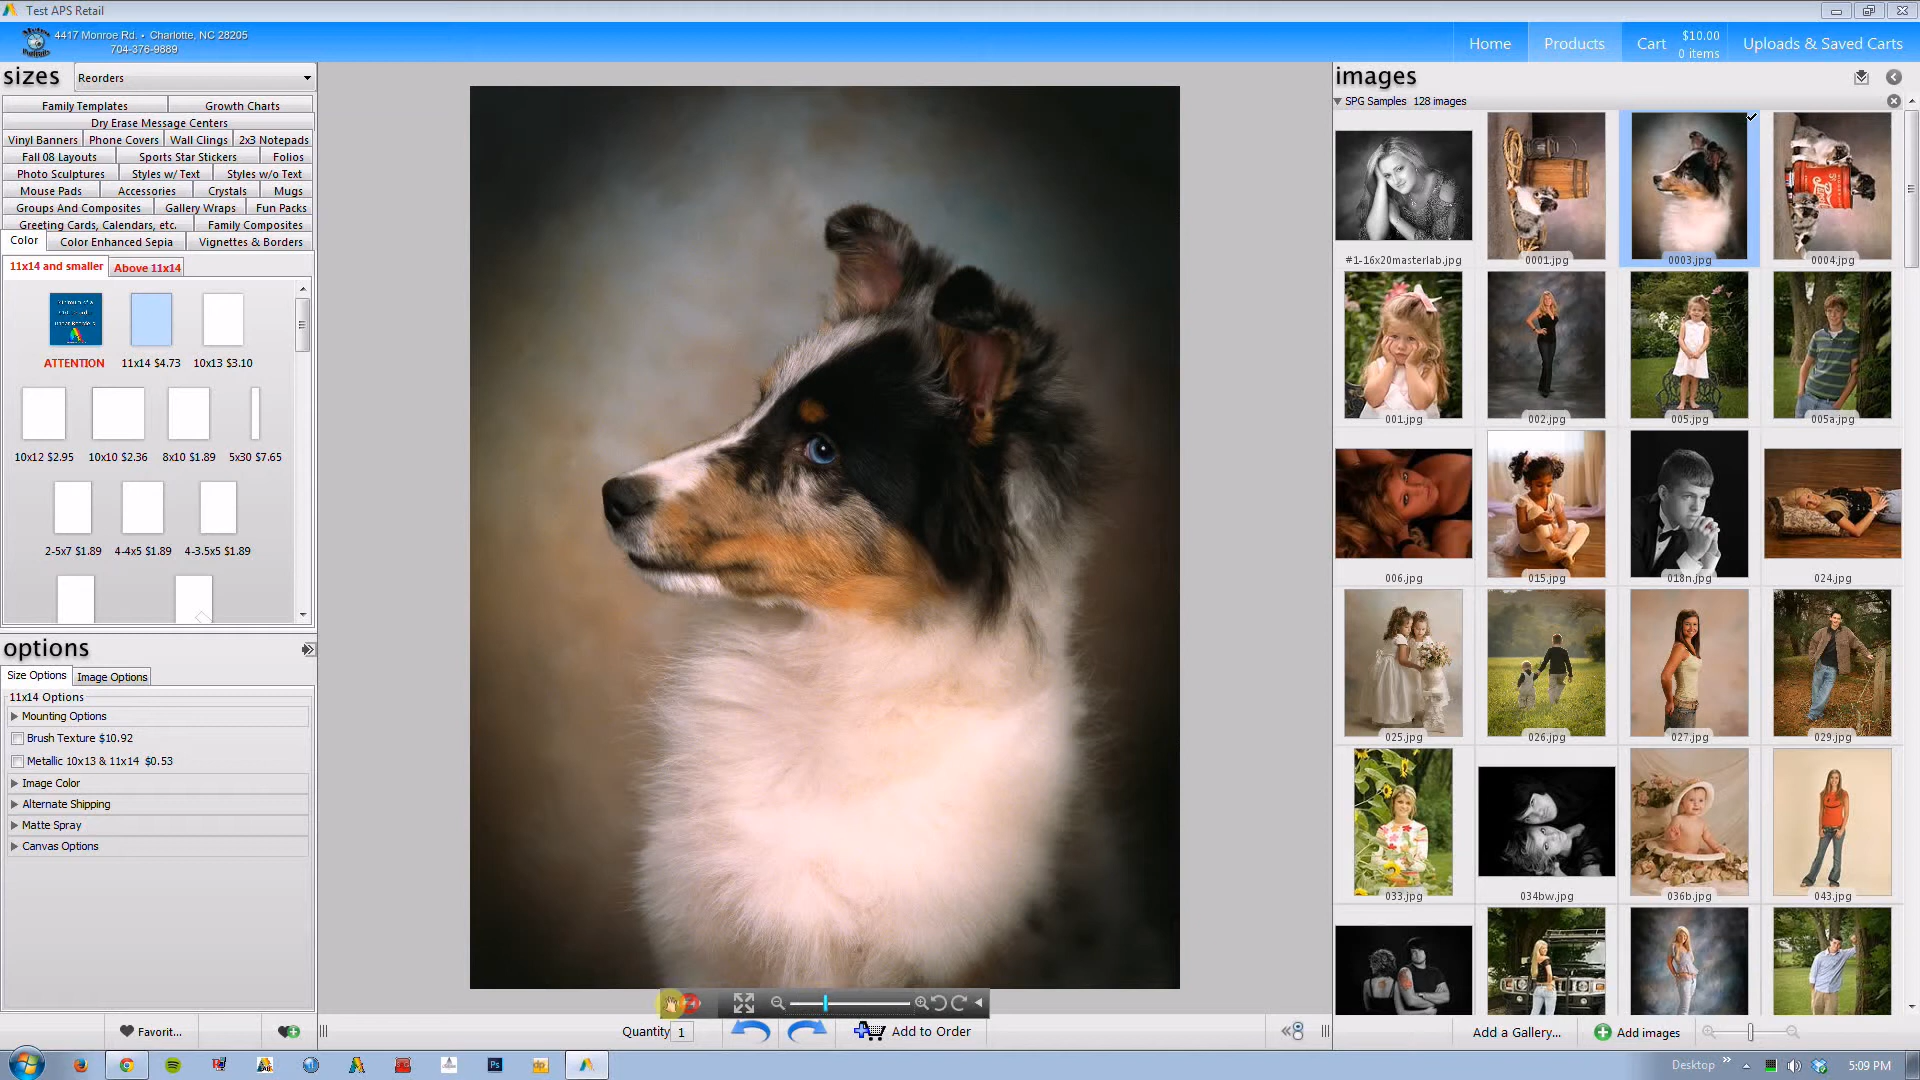 Test APS Retail
4417 Monroe Rd. • Charlotte, NC 28205
704-376-9889
Home
Products
Cart
$10.00
0 items
Uploads & Saved Carts
sizes
Reorders
Family Templates
Growth Charts
Dry Erase Message Centers
Vinyl Banners
Phone Covers
Wall Clings
2x3 Notepads
Fall 08 Layouts
Sports Star Stickers
Folios
Photo Sculptures
Styles w/ Text
Styles w/o Text
Mouse Pads
Accessories
Crystals
Mugs
Groups And Composites
Gallery Wraps
Fun Packs
Greeting Cards, Calendars, etc.
Family Composites
Color
Color Enhanced Sepia
Vignettes & Borders
11x14 and smaller
Above 11x14
ATTENTION
11x14 $4.73
10x13 $3.10
10x12 $2.95
10x10 $2.36
8x10 $1.89
5x30 $7.65
2-5x7 $1.89
4-4x5 $1.89
4-3.5x5 $1.89
options
Size Options
Image Options
11x14 Options
Mounting Options
Brush Texture $10.92
Metallic 10x13 & 11x14 $0.53
Image Color
Alternate Shipping
Matte Spray
Canvas Options
Favorit...
Quantity 1
Add to Order
images
SPG Samples 128 images
#1-16x20masterlab.jpg
0001.jpg
0003.jpg
0004.jpg
001.jpg
002.jpg
005.jpg
005a.jpg
006.jpg
015.jpg
018n.jpg
024.jpg
025.jpg
026.jpg
027.jpg
029.jpg
033.jpg
034bw.jpg
036b.jpg
043.jpg
Add a Gallery...
Add images
Desktop
5:09 PM